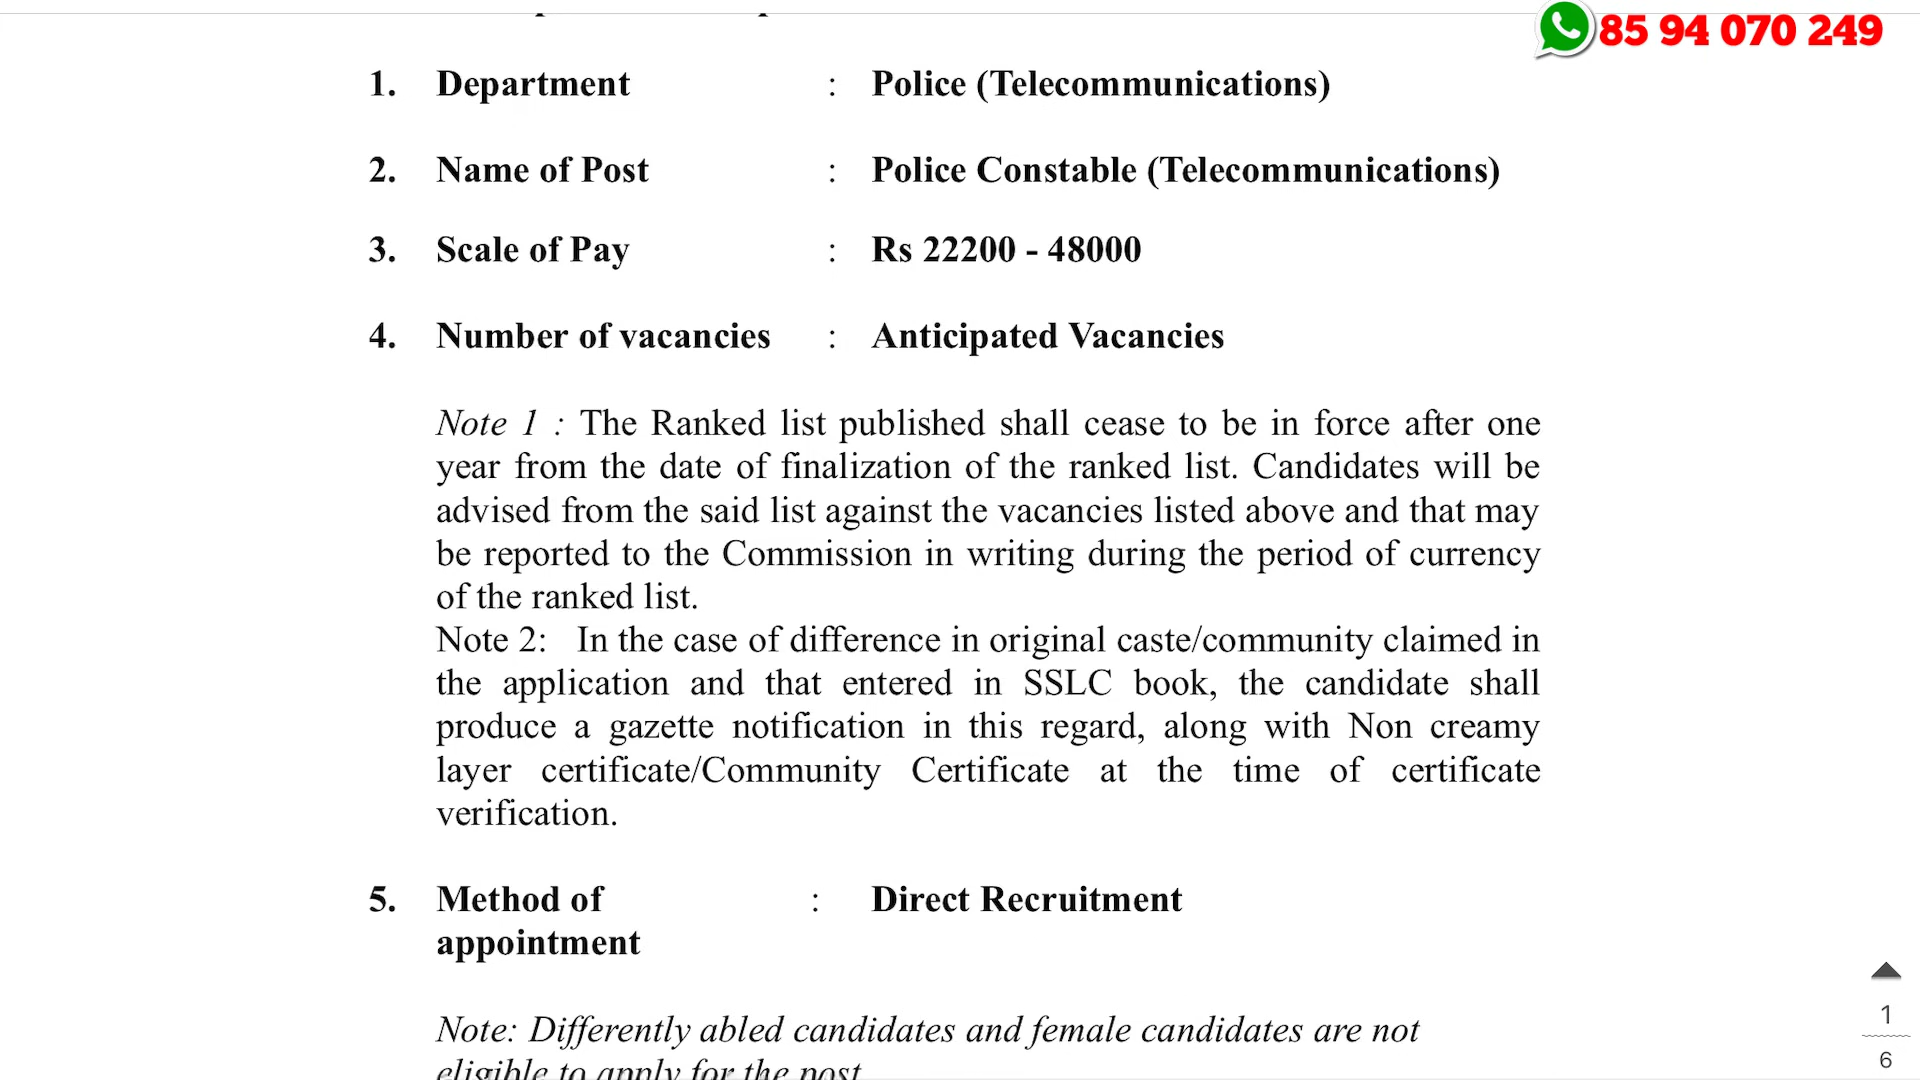 85 94 070 249
1. Department : Police (Telecommunications)
2. Name of Post : Police Constable (Telecommunications)
3. Scale of Pay : Rs 22200 - 48000
4. Number of vacancies : Anticipated Vacancies
Note 1 : The Ranked list published shall cease to be in force after one
year from the date of finalization of the ranked list. Candidates will be
advised from the said list against the vacancies listed above and that may
be reported to the Commission in writing during the period of currency
of the ranked list.
Note 2: In the case of difference in original caste/community claimed in
the application and that entered in SSLC book, the candidate shall
produce a gazette notification in this regard, along with Non creamy
layer certificate/Community Certificate at the time of certificate
verification.
5. Method of : Direct Recruitment
appointment
Note: Differently abled candidates and female candidates are not
eligible to apply for the post
1
6